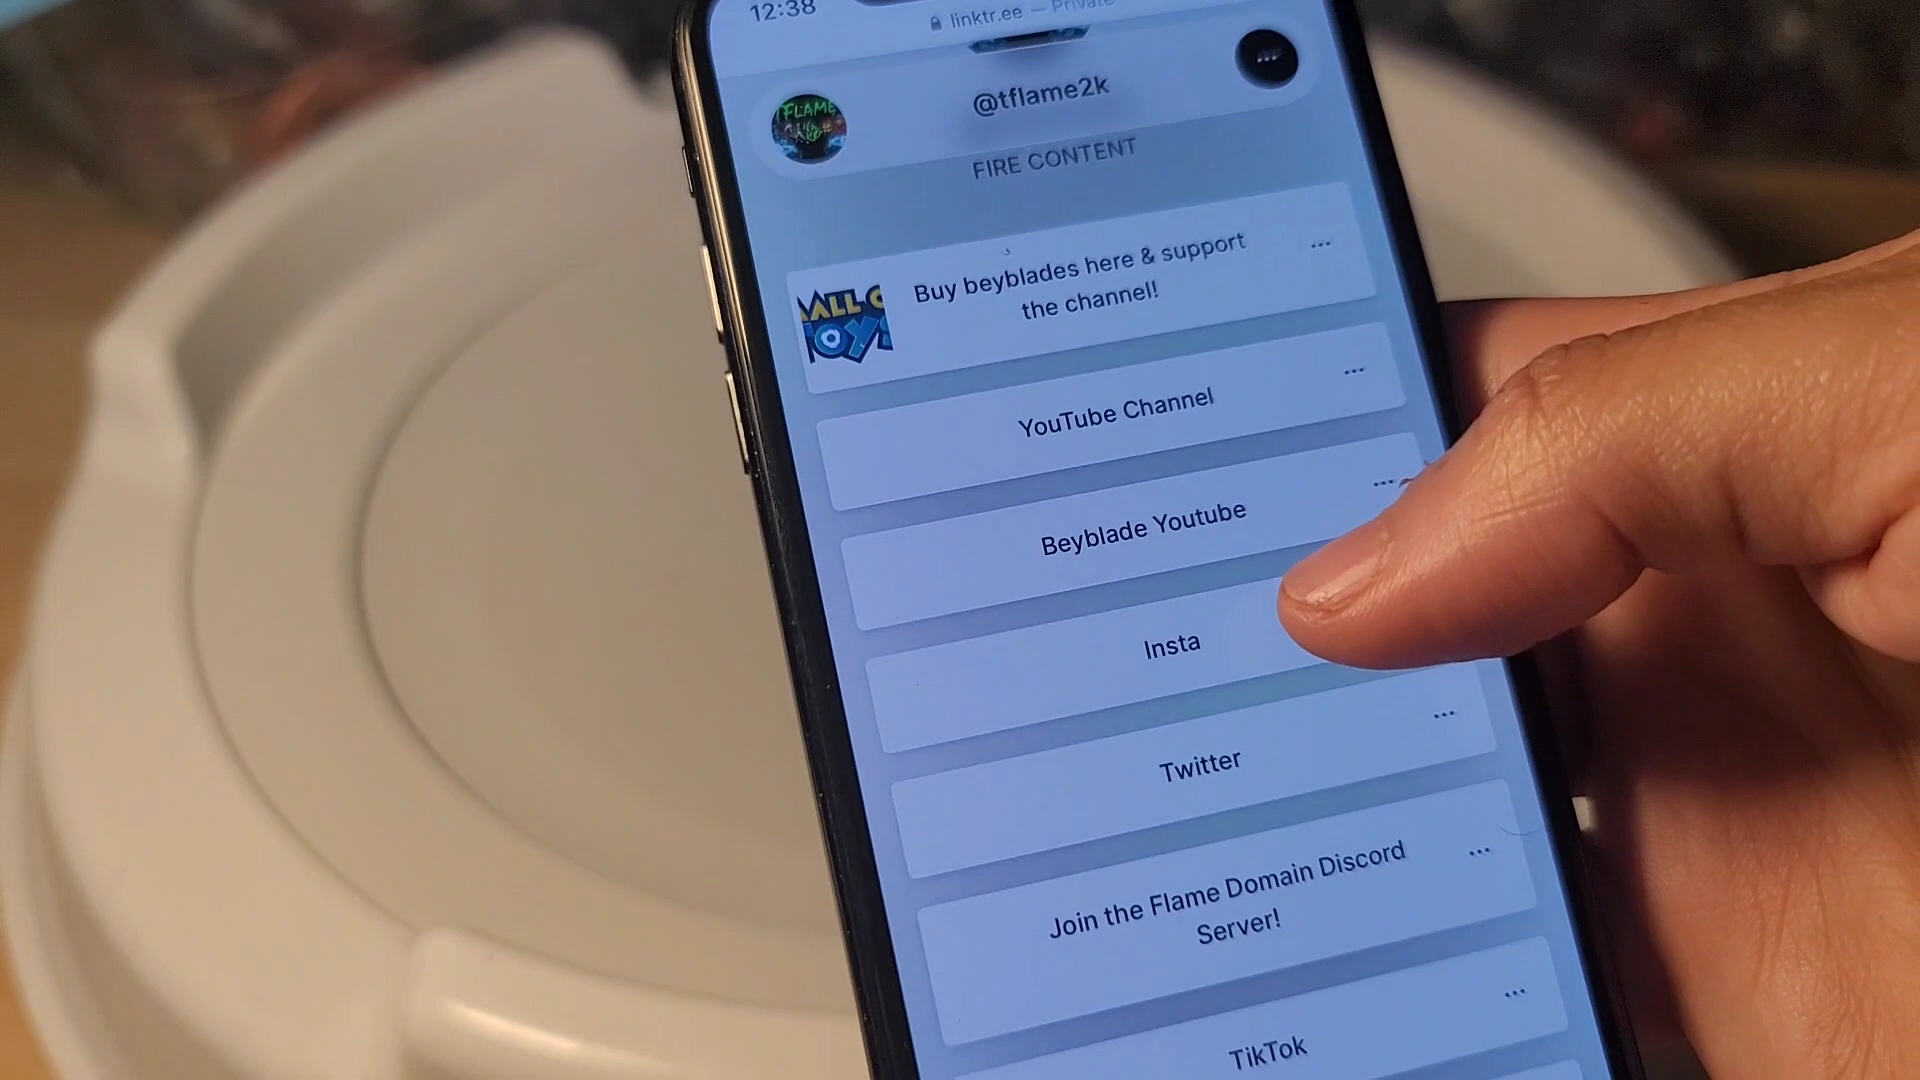 12:38
linktr.ee — Private
@tflame2k
TFLAME
FIRE CONTENT
Buy beyblades here & support
the channel!
YouTube Channel
Beyblade Youtube
Insta
Twitter
Join the Flame Domain Discord
Server!
TikTok